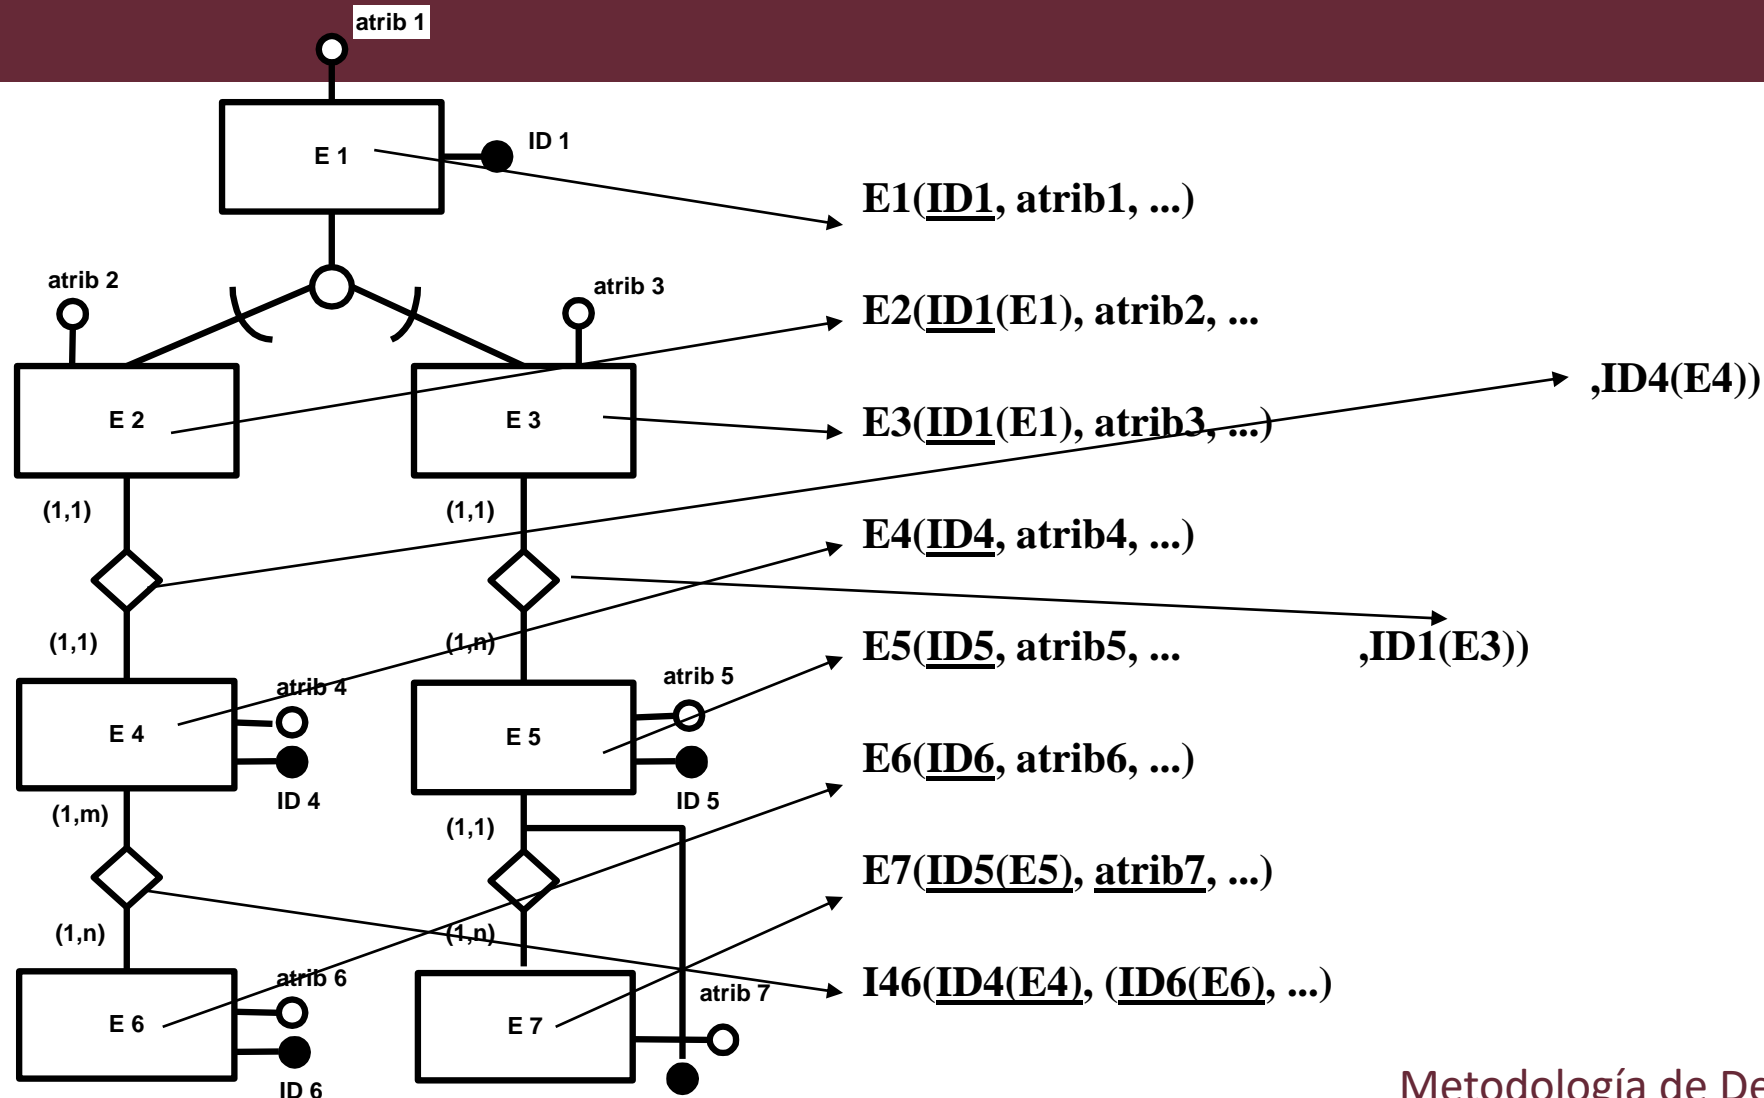 atrib 1
E 1
ID 1
E1(ID1, atrib1, ...)
atrib 2
atrib 3
E2(ID1(E1), atrib2, ...
,ID4(E4))
E 2
E 3
E3(ID1(E1), atrib3, ...)
(1,1)
(1,1)
E4(ID4, atrib4, ...)
(1,1)
(1,n)
E5(ID5, atrib5, ...
,ID1(E3))
atrib 4
atrib 5
E 4
E 5
E6(ID6, atrib6, ...)
ID 4
ID 5
(1,m)
(1,1)
E7(ID5(E5), atrib7, ...)
(1,n)
(1,n)
atrib 6
atrib 7
I46(ID4(E4), (ID6(E6), ...)
E 6
E 7
ID 6
Metodología de De